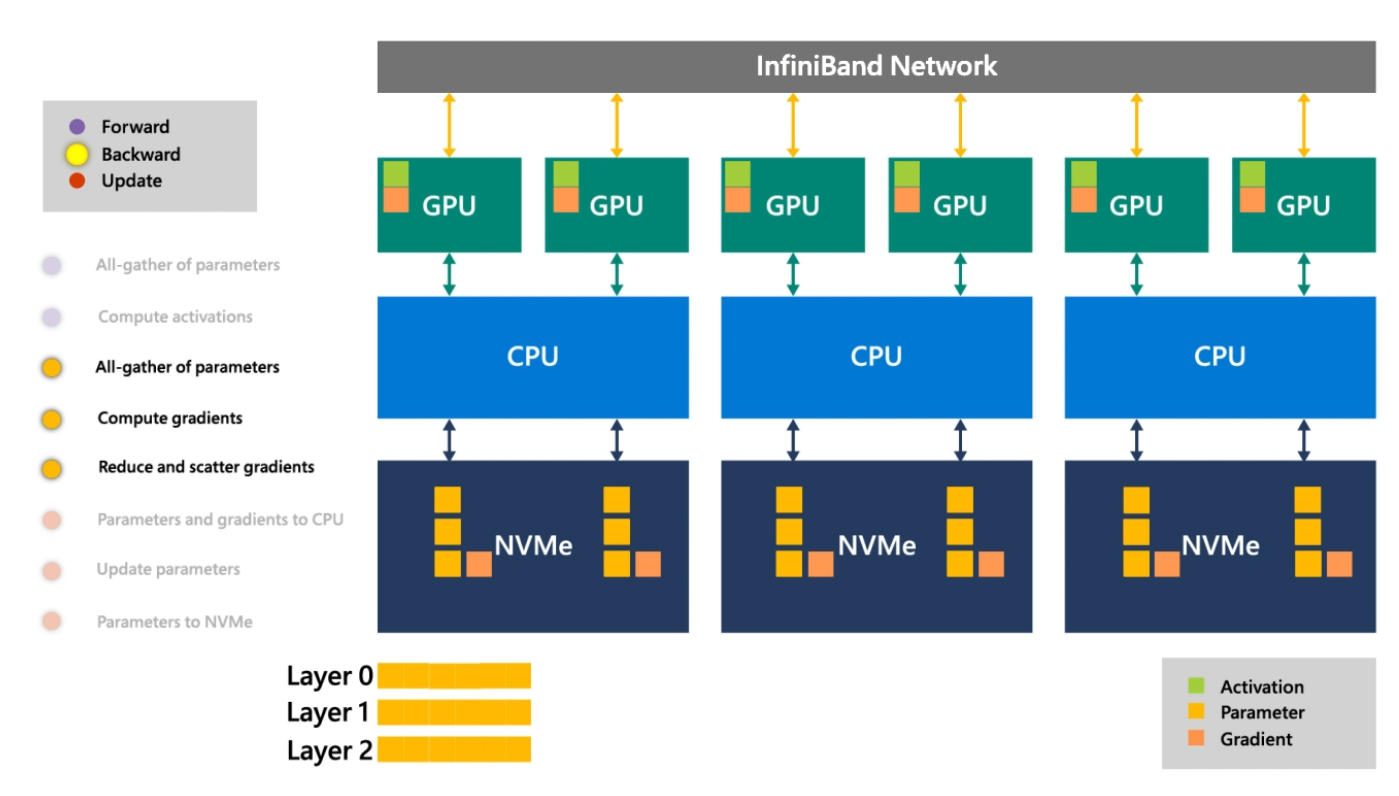 InfiniBand Network
Forward
Backward
Update
GPU GPU GPU GPU GPU GPU
All-gather of parameters
Compute activations
All-gather of parameters
Compute gradients
Reduce and scatter gradients
Parameters and gradients to CPU
Update parameters
Parameters to NVMe
CPU CPU CPU
NVMe NVMe NVMe
Layer 0
Layer 1
Layer 2
Activation
Parameter
Gradient